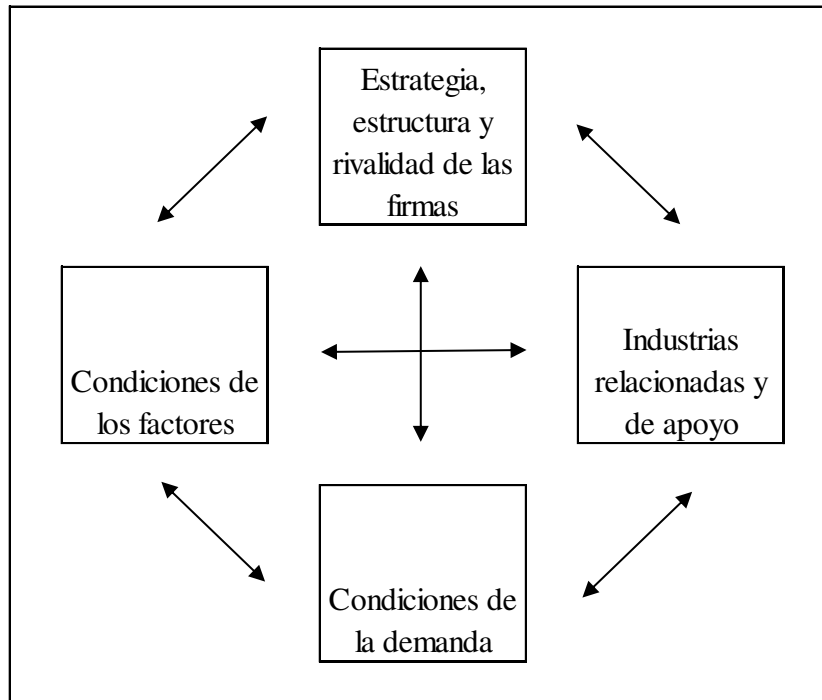 Estrategia,
estructura y
rivalidad de las
firmas
Condiciones de
los factores
Industrias
relacionadas y
de apoyo
Condiciones de
la demanda